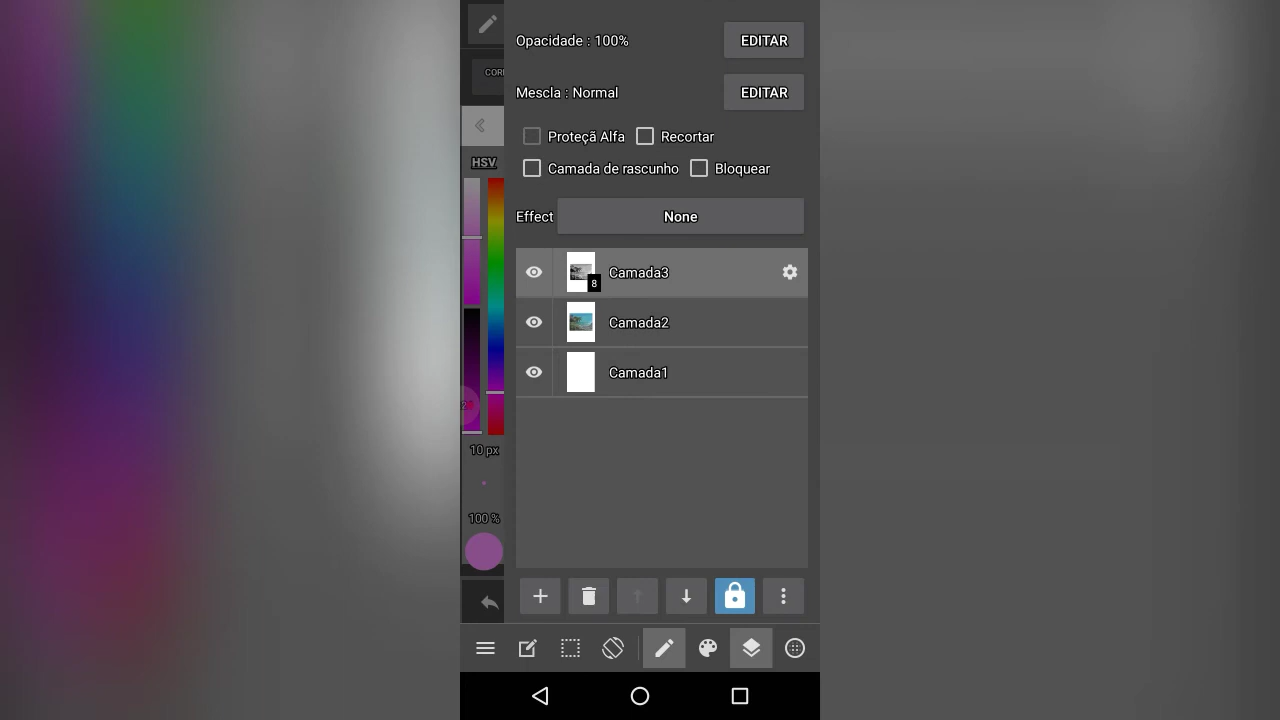 Opacidade : 100%
EDITAR
Mescla : Normal
EDITAR
Proteçã Alfa
Recortar
Camada de rascunho
Bloquear
Effect
None
Camada3
8
Camada2
Camada1
HSV
10 px
100 %